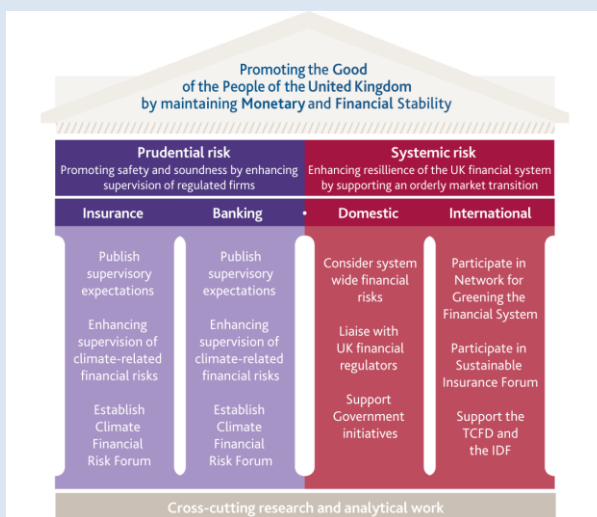 Promoting the Good
of the People of the United Kingdom
by maintaining Monetary and Financial Stability
Prudential risk
Promoting safety and soundness by enhancing
supervision of regulated firms
Systemic risk
Enhancing resillience of the UK financial system
by supporting an orderly market transition
Insurance
Banking
Domestic
International
Publish
supervisory
expectations
Enhancing
supervision of
climate-related
financial risks
Establish
Climate
Financial
Risk Forum
Publish
supervisory
expectations
Enhancing
supervision of
climate-related
financial risks
Establish
Climate
Financial
Risk Forum
Consider system
wide financial
risks
Liaise with
UK financial
regulators
Support
Government
initiatives
Participate in
Network for
Greening the
Financial System
Participate in
Sustainable
Insurance Forum
Support the
TCFD and
the IDF
Cross-cutting research and analytical work